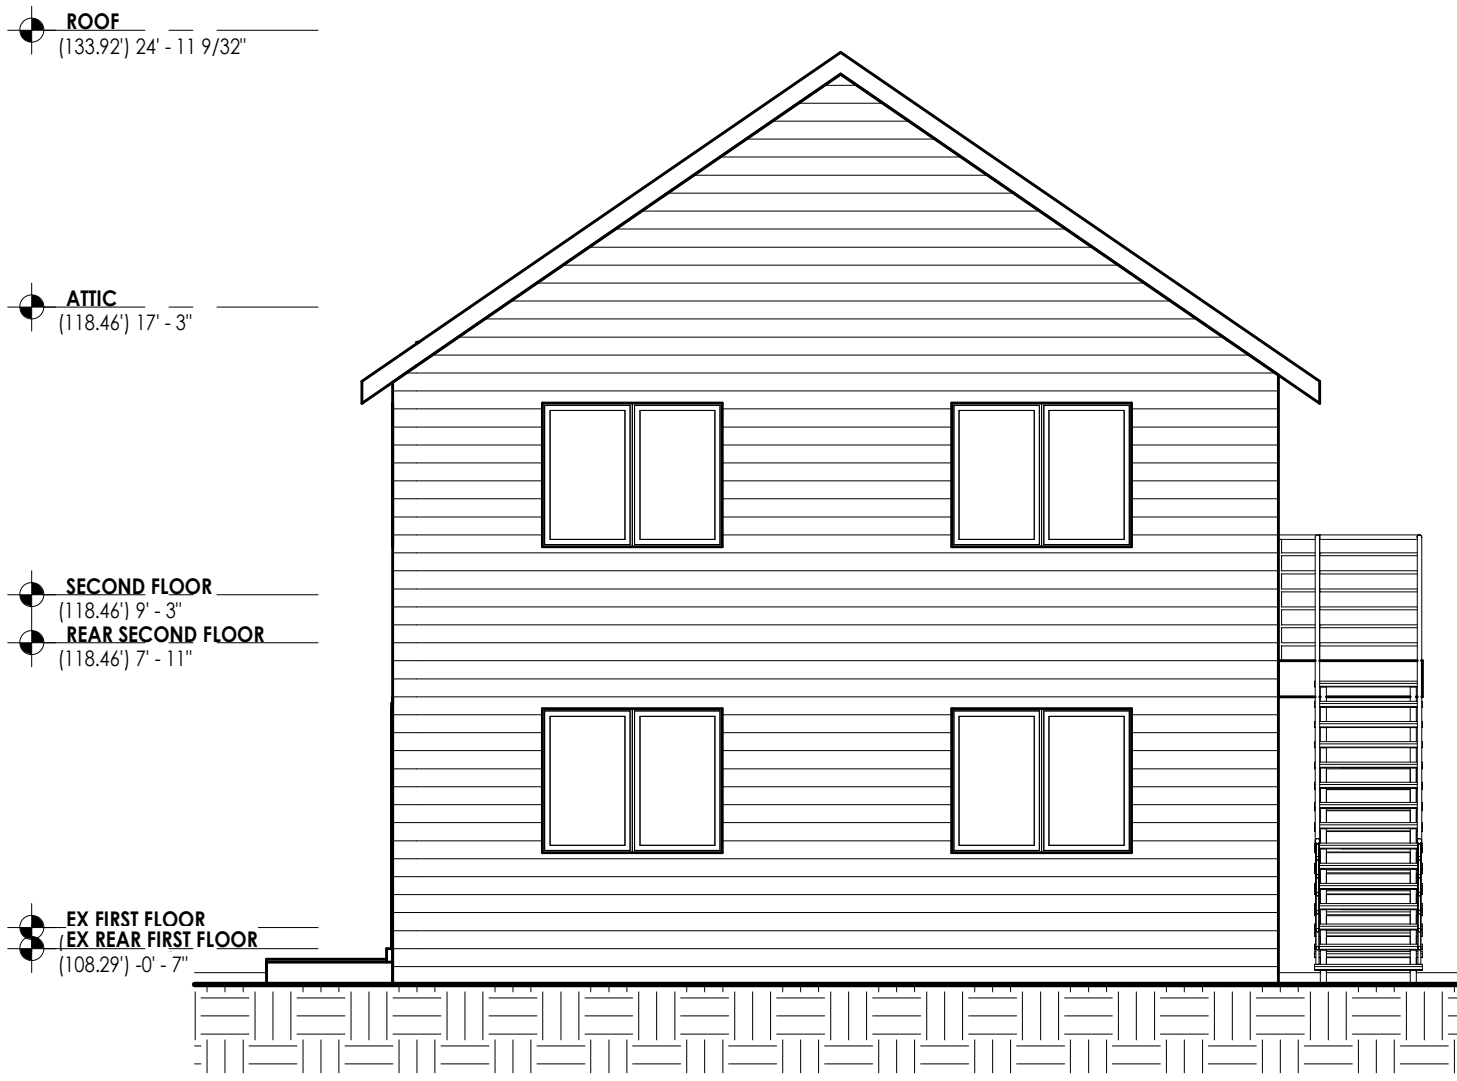 ROOF
(133.92') 24' - 11 9/32"
ATTIC
(118.46') 17' - 3"
SECOND FLOOR
(118.46') 9' - 3"
REAR SECOND FLOOR
(118.46') 7' - 11"
EX FIRST FLOOR
(EX REAR FIRST FLOOR
(108.29') -0' - 7"